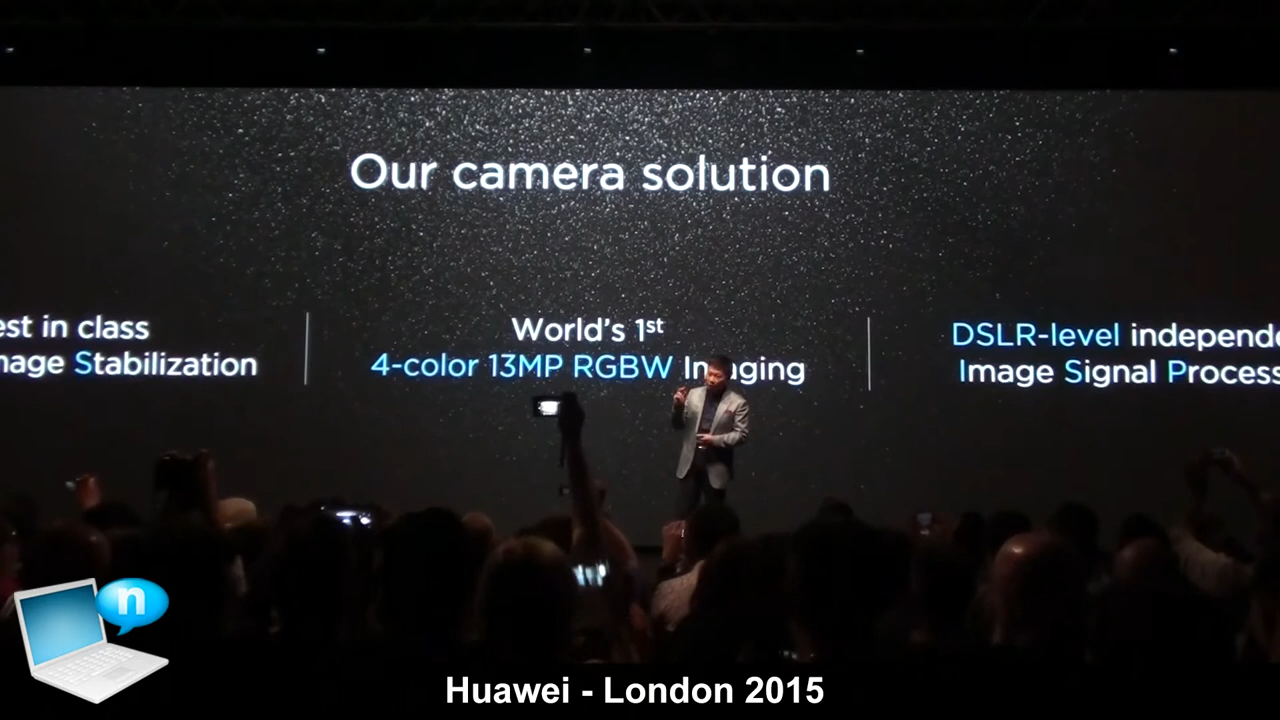 Our camera solution
est in class
mage Stabilization
World's 1st
4-color 13MP RGBW Imaging
DSLR-level independe
Image Signal Process
n
Huawei - London 2015